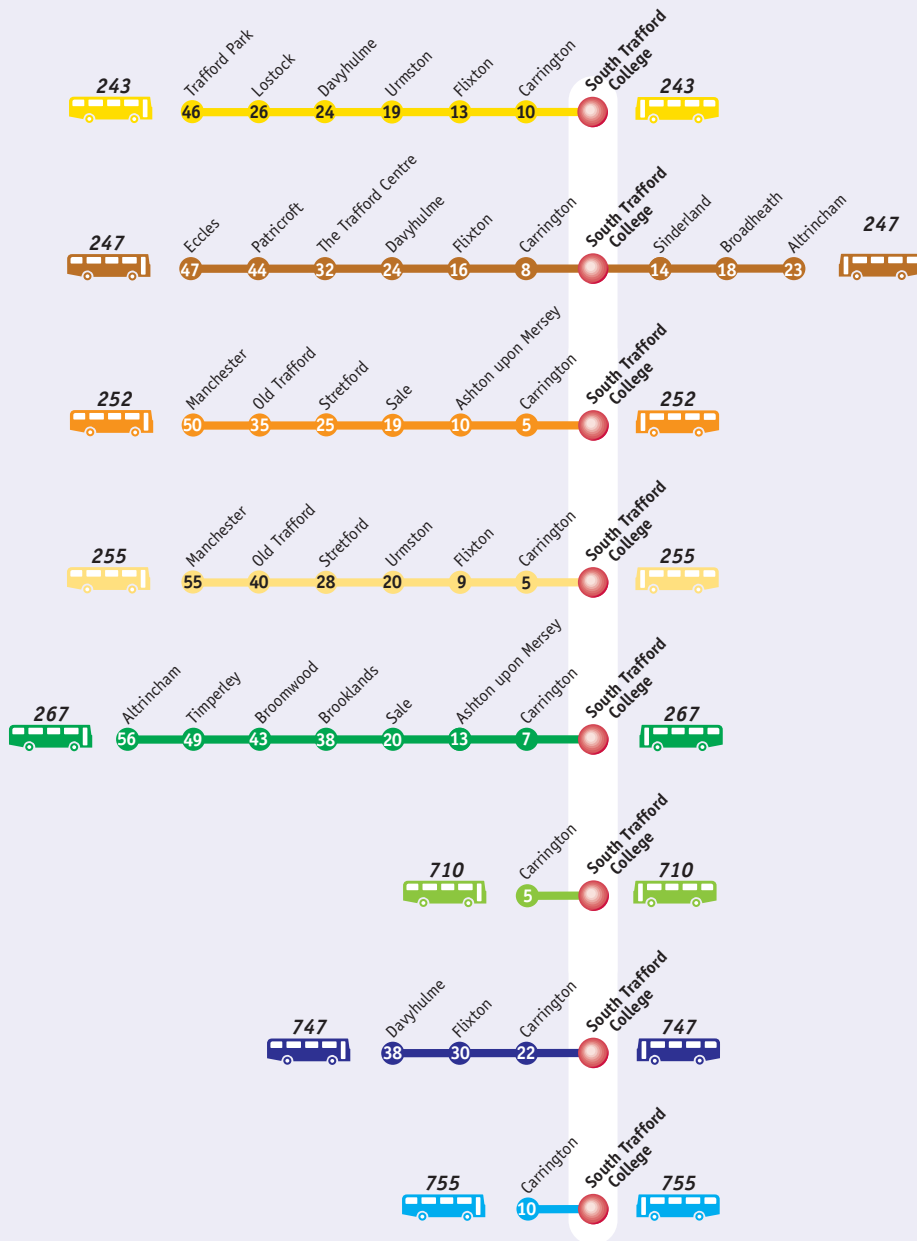 243
Trafford Park
Lostock
Davyhulme
Urmston
Flixton
Carrington
South Trafford
College
243
46
26
24
19
13
10
247
Eccles
Patricroft
The Trafford Centre
Davyhulme
Flixton
Carrington
South Trafford
College
Sinderland
Broadheath
Altrincham
247
47
44
32
24
16
8
14
18
23
252
Manchester
Old Trafford
Stretford
Sale
Ashton upon Mersey
Carrington
South Trafford
College
252
50
35
25
19
10
5
255
Manchester
Old Trafford
Stretford
Urmston
Flixton
Carrington
South Trafford
College
255
55
40
28
20
9
5
267
Altrincham
Timperley
Broomwood
Brooklands
Sale
Ashton upon Mersey
Carrington
South Trafford
College
267
56
49
43
38
20
13
7
710
Carrington
South Trafford
College
710
5
747
Davyhulme
Flixton
Carrington
South Trafford
College
747
38
30
22
755
Carrington
South Trafford
College
755
10